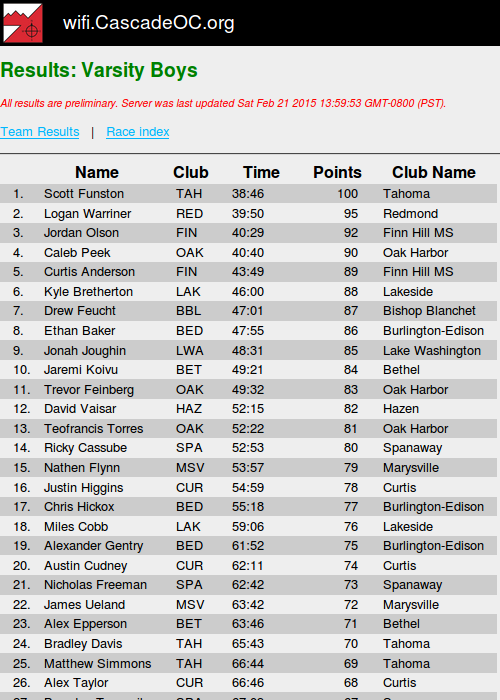 wifi.CascadeOC.org
Results: Varsity Boys
All results are preliminary. Server was last updated Sat Feb 21 2015 13:59:53 GMT-0800 (PST).
Team Results | Race index
Name Club Time Points Club Name
1. Scott Funston TAH 38:46 100 Tahoma
2. Logan Warriner RED 39:50 95 Redmond
3. Jordan Olson FIN 40:29 92 Finn Hill MS
4. Caleb Peek OAK 40:40 90 Oak Harbor
5. Curtis Anderson FIN 43:49 89 Finn Hill MS
6. Kyle Bretherton LAK 46:00 88 Lakeside
7. Drew Feucht BBL 47:01 87 Bishop Blanchet
8. Ethan Baker BED 47:55 86 Burlington-Edison
9. Jonah Joughin LWA 48:31 85 Lake Washington
10. Jaremi Koivu BET 49:21 84 Bethel
11. Trevor Feinberg OAK 49:32 83 Oak Harbor
12. David Vaisar HAZ 52:15 82 Hazen
13. Teofrancis Torres OAK 52:22 81 Oak Harbor
14. Ricky Cassube SPA 52:53 80 Spanaway
15. Nathen Flynn MSV 53:57 79 Marysville
16. Justin Higgins CUR 54:59 78 Curtis
17. Chris Hickox BED 55:18 77 Burlington-Edison
18. Miles Cobb LAK 59:06 76 Lakeside
19. Alexander Gentry BED 61:52 75 Burlington-Edison
20. Austin Cudney CUR 62:11 74 Curtis
21. Nicholas Freeman SPA 62:42 73 Spanaway
22. James Ueland MSV 63:42 72 Marysville
23. Alex Epperson BET 63:46 71 Bethel
24. Bradley Davis TAH 65:43 70 Tahoma
25. Matthew Simmons TAH 66:44 69 Tahoma
26. Alex Taylor CUR 66:46 68 Curtis